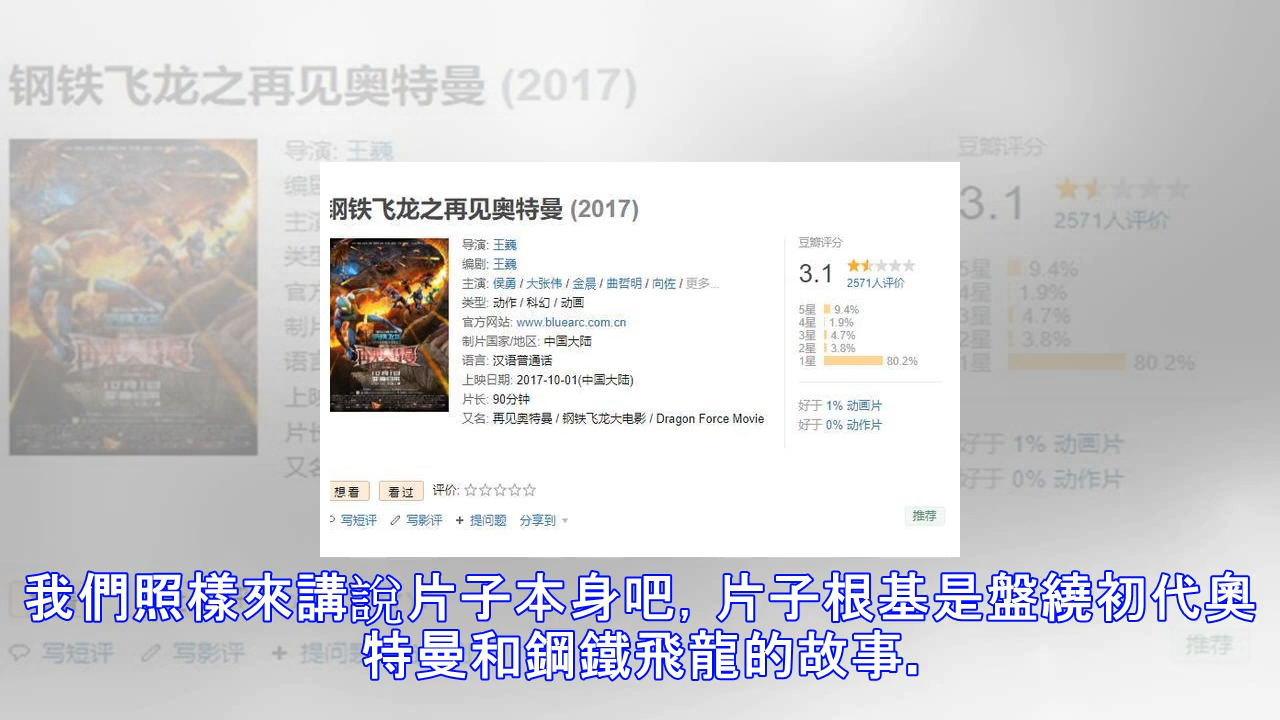 钢铁飞龙之再见奥特曼 (2017)
导演: 王巍
编剧: 王巍
主演: 侯勇 / 大张伟 / 金晨 / 曲哲明 / 向佐 / 更多...
类型: 动作 / 科幻 / 动画
官方网站: www.bluearc.com.cn
制片国家/地区: 中国大陆
语言: 汉语普通话
上映日期: 2017-10-01(中国大陆)
片长: 90分钟
又名: 再见奥特曼 / 钢铁飞龙大电影 / Dragon Force Movie
豆瓣评分
3.1
2571人评价
5星 9.4%
4星 1.9%
3星 4.7%
2星 3.8%
1星 80.2%
好于 1% 动画片
好于 0% 动作片
想看 看过 评价:
写短评 写影评 + 提问题 分享到
推荐
我們照樣來講說片子本身吧, 片子根基是盤繞初代奧
特曼和鋼鐵飛龍的故事.